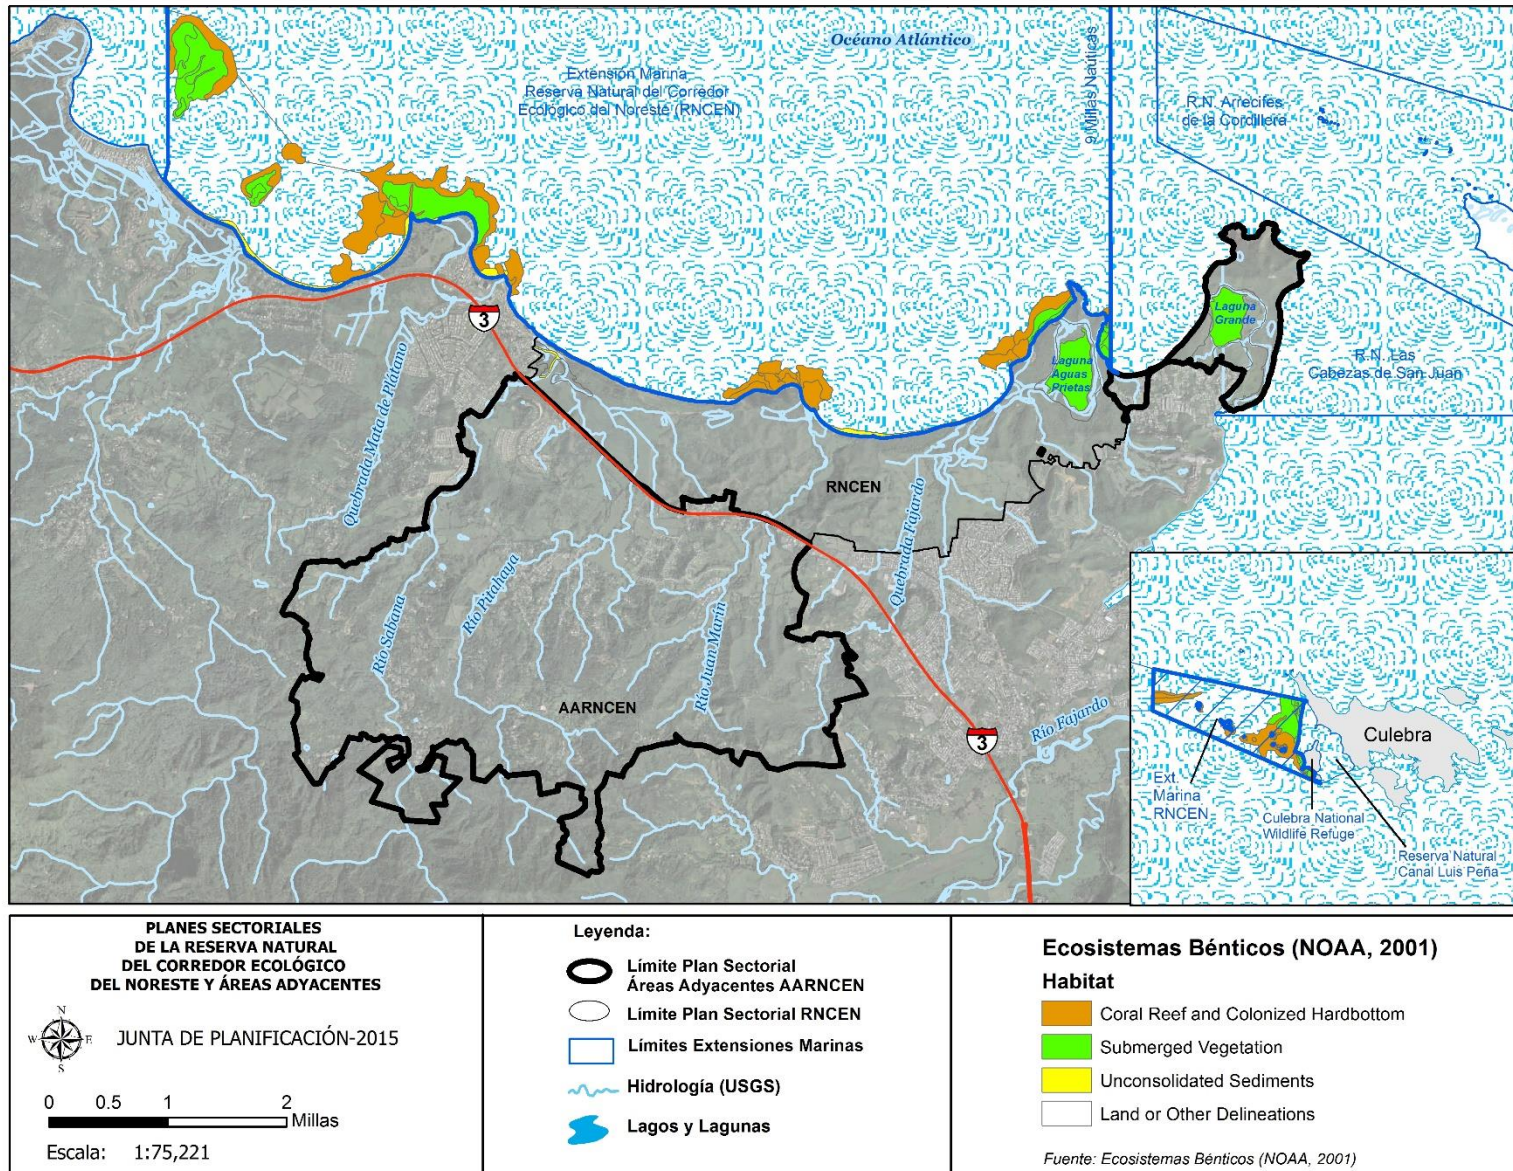 Océano Atlántico
Extensión Marina
Reserva Natural del Corredor
Ecológico del Noreste (RNCEN)
9 Millas Nauticas
R.N. Arrecifes
de la Cordillera
3
Laguna
Grande
Laguna
Aguas
Prietas
R.N. Las
Cabezas de San Juan
Quebrada Mata de Plátano
RNCEN
Quebrada Fajardo
Río Pitahaya
Río Sabana
Río Juan Marín
AARNCEN
Río Fajardo
3
Culebra
Ext.
Marina
RNCEN
Culebra National
Wildlife Refuge
Reserva Natural
Canal Luis Peña
PLANES SECTORIALES
DE LA RESERVA NATURAL
DEL CORREDOR ECOLÓGICO
DEL NORESTE Y ÁREAS ADYACENTES
N
W E
S
JUNTA DE PLANIFICACIÓN-2015
0 0.5 1 2
Millas
Escala: 1:75,221
Leyenda:
Límite Plan Sectorial
Áreas Adyacentes AARNCEN
Límite Plan Sectorial RNCEN
Límites Extensiones Marinas
Hidrología (USGS)
Lagos y Lagunas
Ecosistemas Bénticos (NOAA, 2001)
Habitat
Coral Reef and Colonized Hardbottom
Submerged Vegetation
Unconsolidated Sediments
Land or Other Delineations
Fuente: Ecosistemas Bénticos (NOAA, 2001)